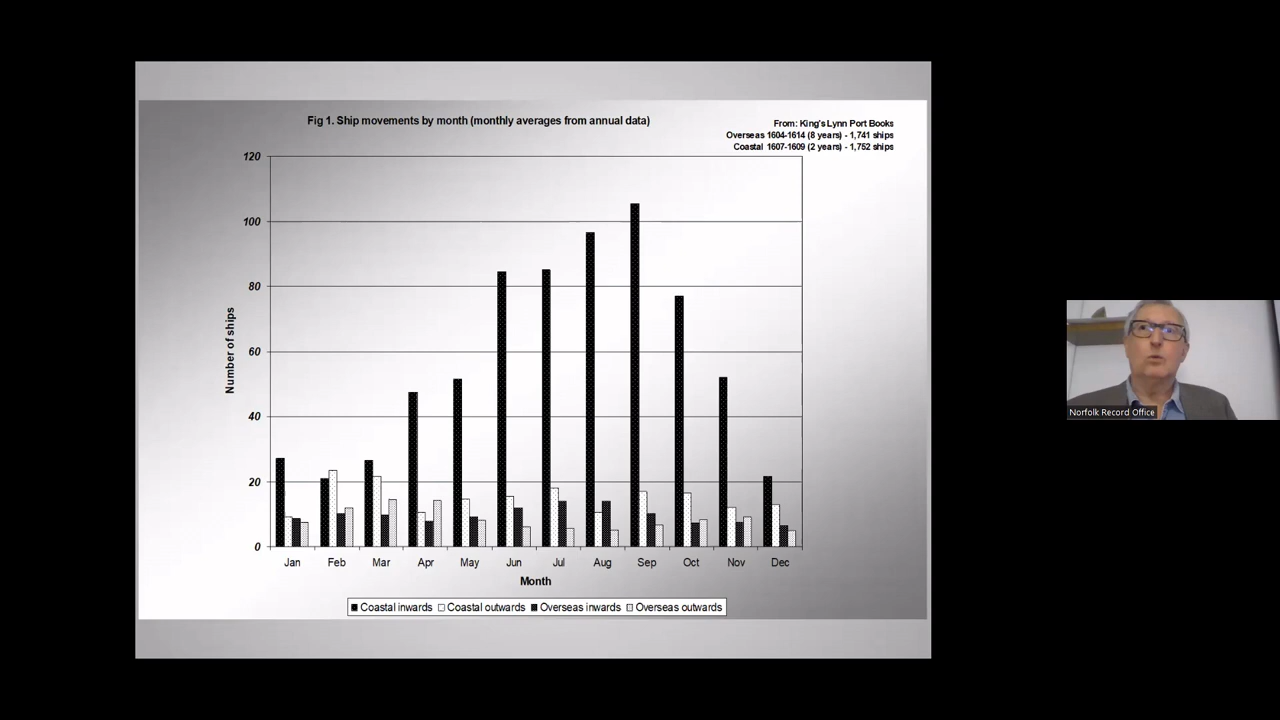 Fig 1. Ship movements by month (monthly averages from annual data)
From: King's Lynn Port Books
Overseas 1604-1614 (8 years) - 1,741 ships
Coastal 1607-1609 (2 years) - 1,752 ships
120
100
80
60
40
20
0
Number of ships
Jan Feb Mar Apr May Jun Jul Aug Sep Oct Nov Dec
Month
Coastal inwards Coastal outwards Overseas inwards Overseas outwards
Norfolk Record Office